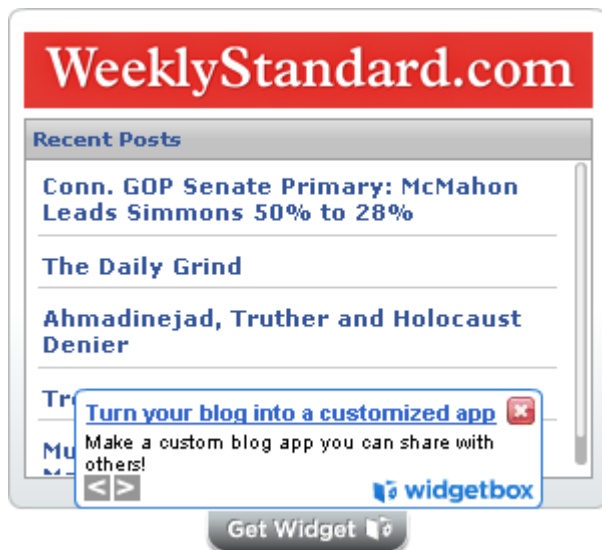 WeeklyStandard.com
Recent Posts
Conn. GOP Senate Primary: McMahon
Leads Simmons 50% to 28%
The Daily Grind
Ahmadinejad, Truther and Holocaust
Denier
Turn your blog into a customized app
Make a custom blog app you can share with
others!
< >
widgetbox
Get Widget